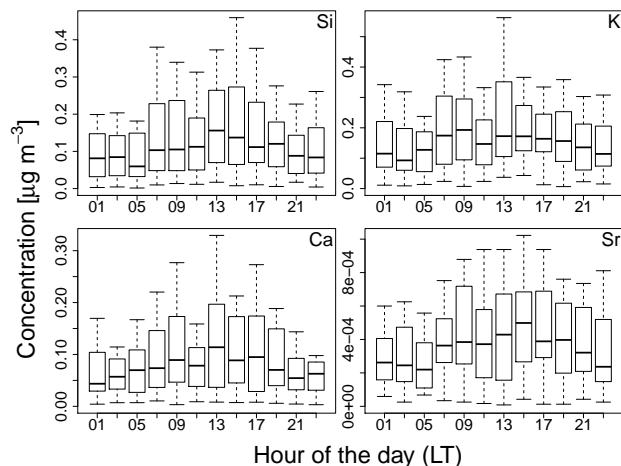 Si
K
0.4
0.3
0.2
0.1
0.0
0.4
0.2
0.0
01 05 09 13 17 21
01 05 09 13 17 21
Ca
Sr
0.30
0.20
0.10
0.00
8e−04
4e−04
0e+00
01 05 09 13 17 21
01 05 09 13 17 21
Concentration [µg m−3]
Hour of the day (LT)